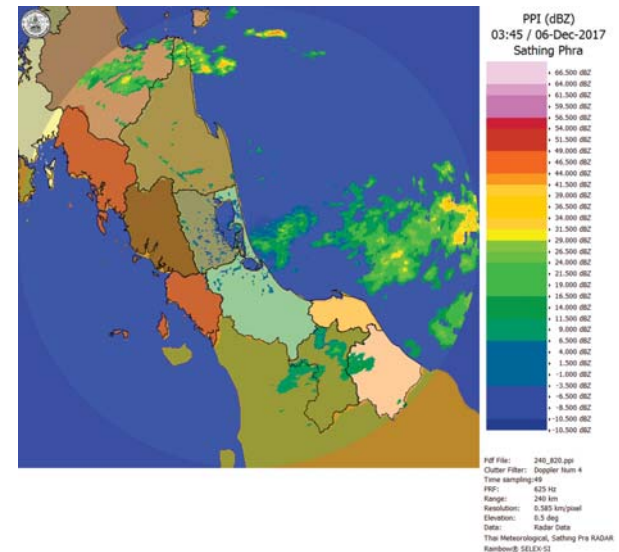 PPI (dBZ)
03:45 / 06-Dec-2017
Sathing Phra
66.500 dBZ
64.000 dBZ
61.500 dBZ
59.500 dBZ
56.500 dBZ
54.000 dBZ
51.500 dBZ
49.000 dBZ
46.500 dBZ
44.000 dBZ
41.500 dBZ
39.000 dBZ
36.500 dBZ
34.000 dBZ
31.500 dBZ
29.000 dBZ
26.500 dBZ
24.000 dBZ
21.500 dBZ
19.000 dBZ
16.500 dBZ
14.000 dBZ
11.500 dBZ
9.000 dBZ
6.500 dBZ
4.000 dBZ
1.500 dBZ
-1.000 dBZ
-3.500 dBZ
-6.500 dBZ
-8.500 dBZ
-10.500 dBZ
-10.500 dBZ
Pdf File: 240_820.ppi
Clutter Filter: Doppler Num 4
Time sampling:49
PRF: 625 Hz
Range: 240 km
Resolution: 0.585 km/pixel
Elevation: 0.5 deg
Data: Radar Data
Thai Meteorological, Sathing Pra RADAR
Rainbow® SELEX-SI